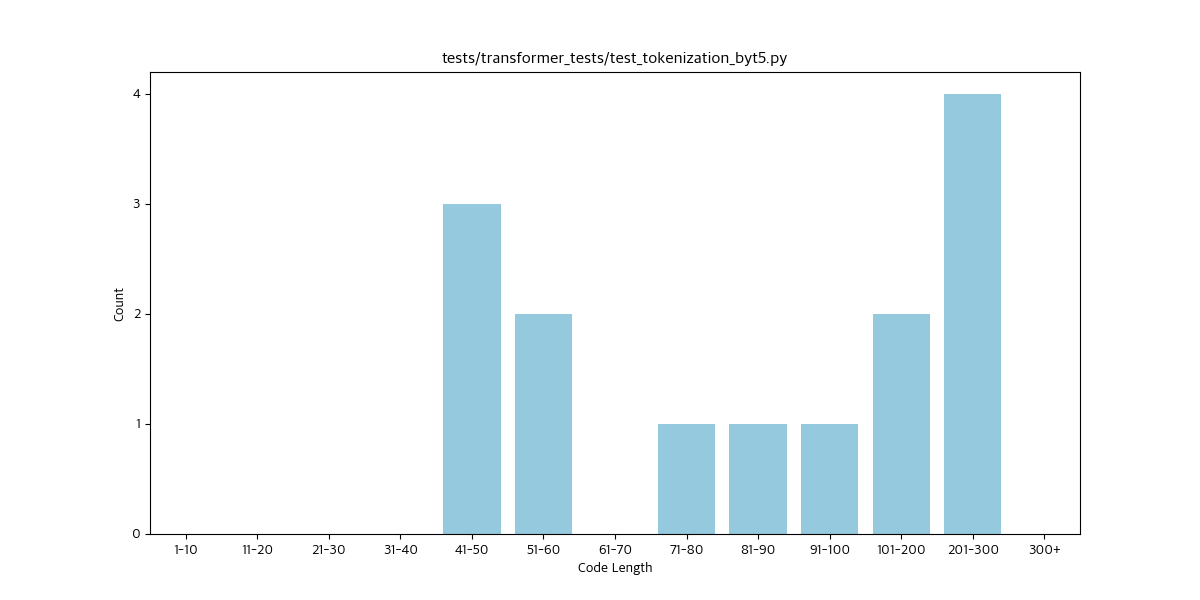 tests/transformer_tests/test_tokenization_byt5.py
4
3
2
1
0
Count
1-10 11-20 21-30 31-40 41-50 51-60 61-70 71-80 81-90 91-100 101-200 201-300 300+
Code Length